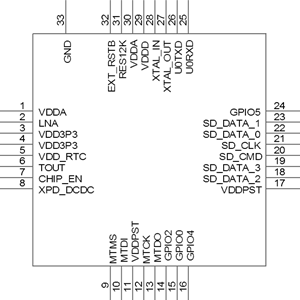 33 32 31 30 29 28 27 26 25
GND EXT_RSTB RES12K VDDA VDDD XTAL_IN XTAL_OUT U0TXD U0RXD
1 VDDA
2 LNA
3 VDD3P3
4 VDD3P3
5 VDD_RTC
6 TOUT
7 CHIP_EN
8 XPD_DCDC
GPIO5 24
SD_DATA_1 23
SD_DATA_0 22
SD_CLK 21
SD_CMD 20
SD_DATA_3 19
SD_DATA_2 18
VDDPST 17
MTMS MTDI VDDPST MTCK MTDO GPIO2 GPIO0 GPIO4
9 10 11 12 13 14 15 16